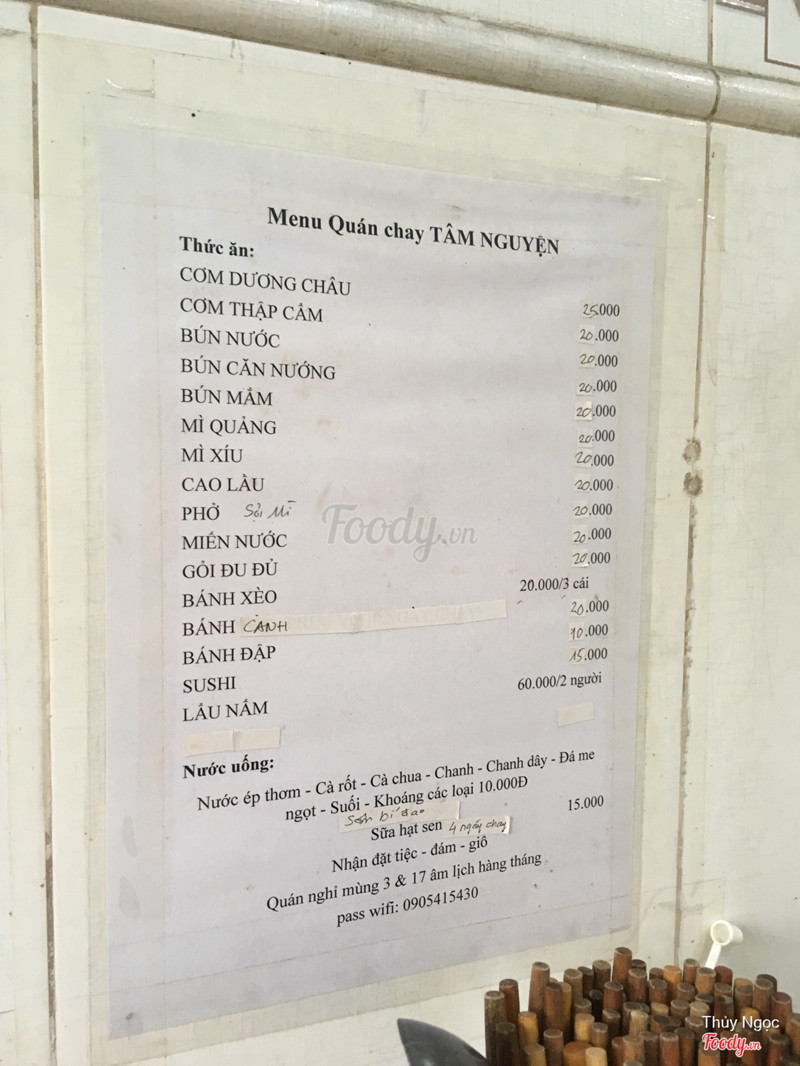 Menu Quán chay TÂM NGUYỆN
Thức ăn:
CƠM DƯƠNG CHÂU 25.000
CƠM THẬP CẨM 20.000
BÚN NƯỚC 20.000
BÚN CĂN NƯỚNG 20.000
BÚN MẮM 20.000
MÌ QUẢNG 20.000
MÌ XÍU 20.000
CAO LẦU 20.000
PHỞ Sợi Mì 20.000
MIẾN NƯỚC 20.000
GỎI ĐU ĐỦ 20.000
BÁNH XÈO 20.000/3 cái
BÁNH CANH 20.000
BÁNH ĐẬP 10.000
SUSHI 15.000
LẨU NẤM 60.000/2 người
Nước uống:
Nước ép thơm - Cà rốt - Cà chua - Chanh - Chanh dây - Đá me
ngọt - Suối - Khoáng các loại 10.000Đ
Sâm bí đao
Sữa hạt sen 4 ngày chay 15.000
Nhận đặt tiệc - đám - giỗ
Quán nghỉ mùng 3 & 17 âm lịch hàng tháng
pass wifi: 0905415430
Foody.vn
Thủy Ngọc
Foody.vn